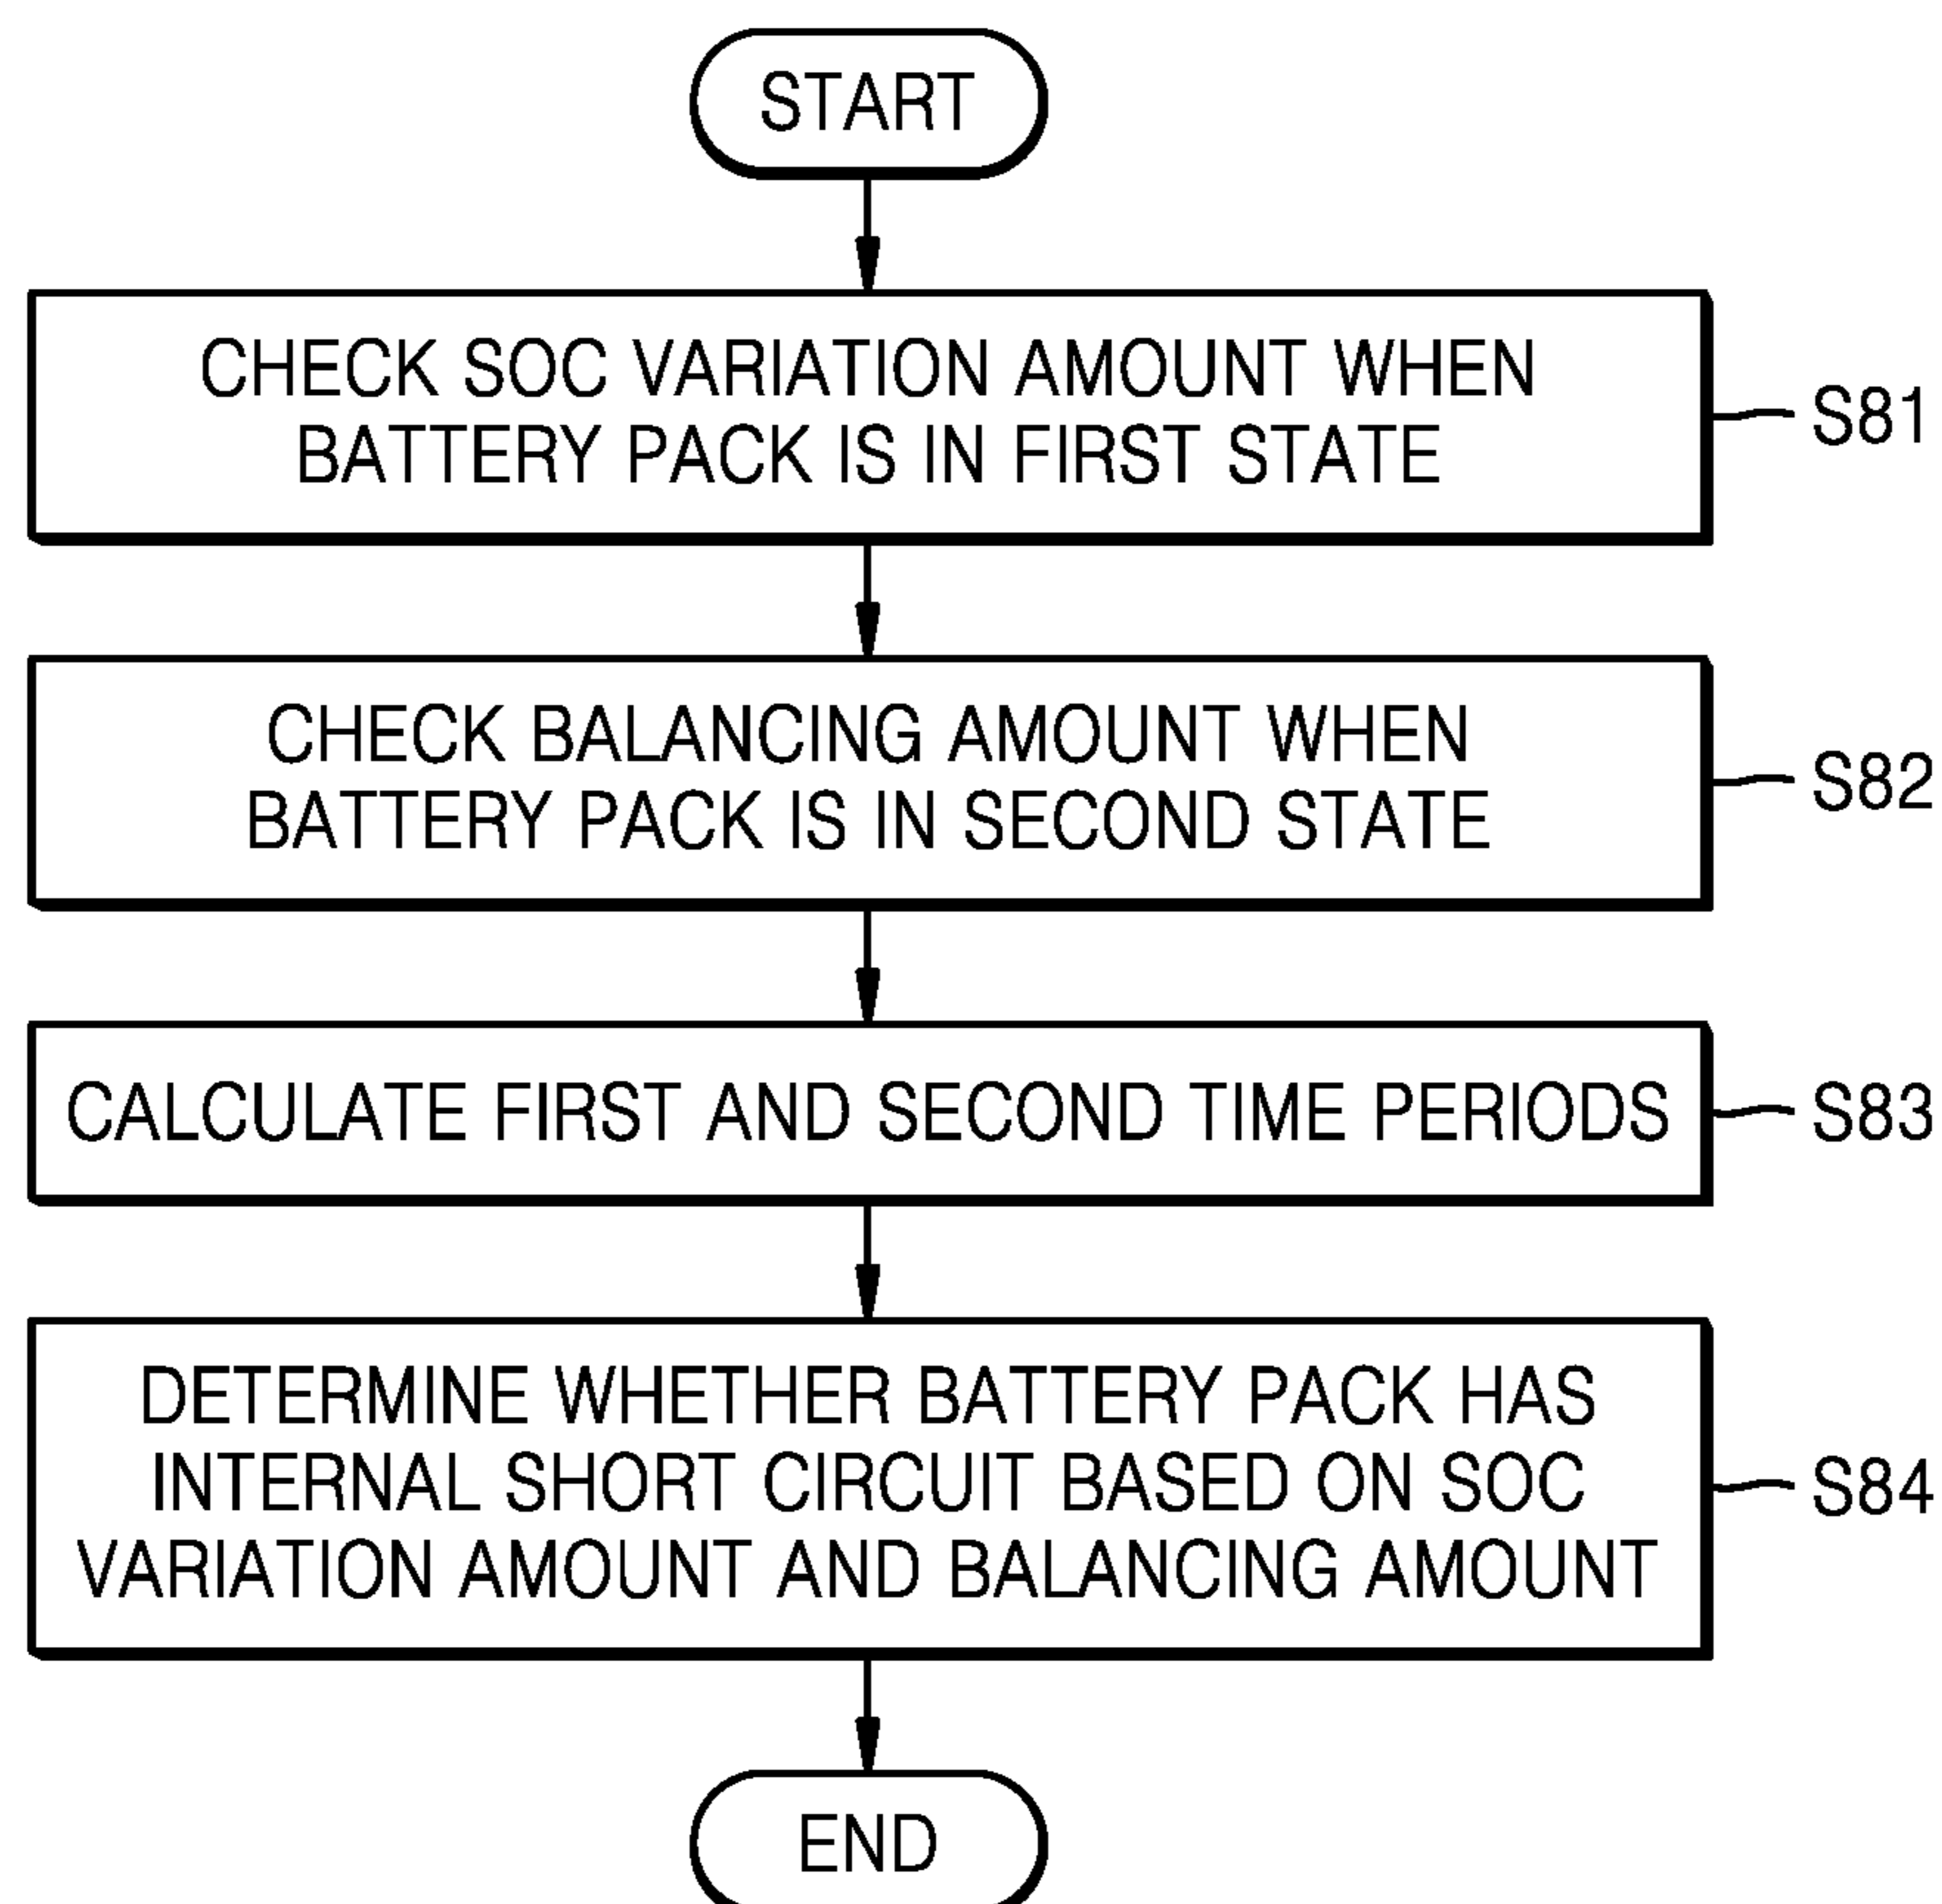 START
CHECK SOC VARIATION AMOUNT WHEN
BATTERY PACK IS IN FIRST STATE
S81
CHECK BALANCING AMOUNT WHEN
BATTERY PACK IS IN SECOND STATE
S82
CALCULATE FIRST AND SECOND TIME PERIODS
S83
DETERMINE WHETHER BATTERY PACK HAS
INTERNAL SHORT CIRCUIT BASED ON SOC
VARIATION AMOUNT AND BALANCING AMOUNT
S84
END